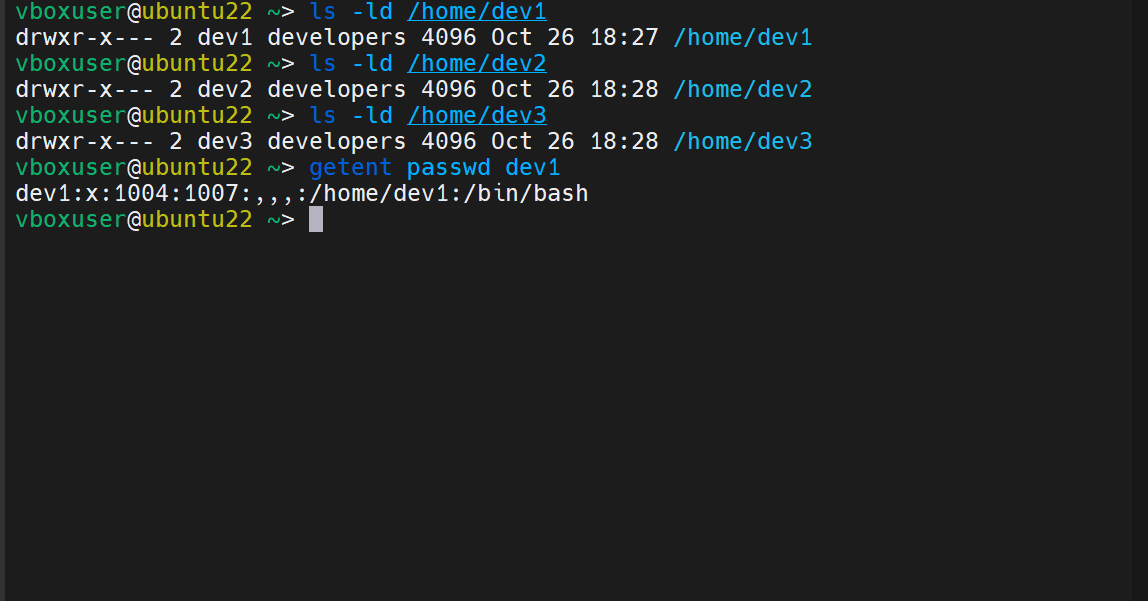 vboxuser@ubuntu22 ~> ls -ld /home/dev1
drwxr-x--- 2 dev1 developers 4096 Oct 26 18:27 /home/dev1
vboxuser@ubuntu22 ~> ls -ld /home/dev2
drwxr-x--- 2 dev2 developers 4096 Oct 26 18:28 /home/dev2
vboxuser@ubuntu22 ~> ls -ld /home/dev3
drwxr-x--- 2 dev3 developers 4096 Oct 26 18:28 /home/dev3
vboxuser@ubuntu22 ~> getent passwd dev1
dev1:x:1004:1007:,,,:/home/dev1:/bin/bash
vboxuser@ubuntu22 ~>